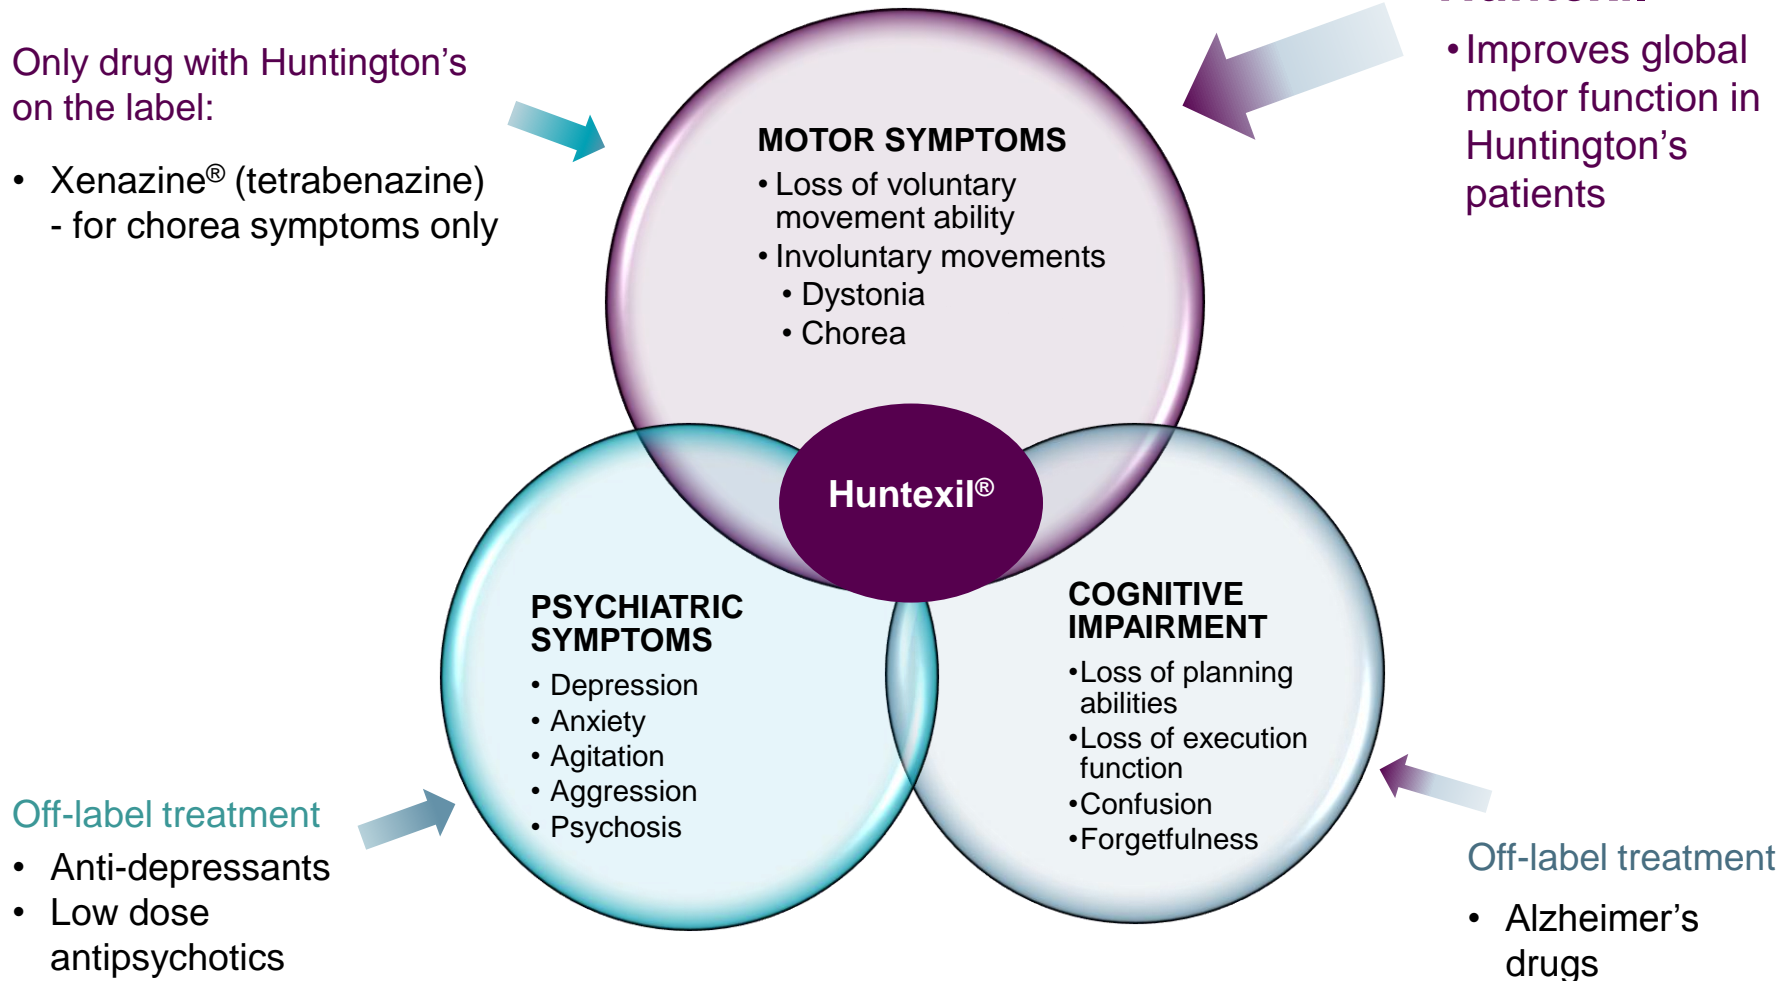 Only drug with Huntington's
on the label:
• Xenazine® (tetrabenazine)
- for chorea symptoms only
• Improves global
motor function in
Huntington's
patients
MOTOR SYMPTOMS
• Loss of voluntary
movement ability
• Involuntary movements
• Dystonia
• Chorea
Huntexil®
PSYCHIATRIC
SYMPTOMS
• Depression
• Anxiety
• Agitation
• Aggression
• Psychosis
COGNITIVE
IMPAIRMENT
•Loss of planning
abilities
•Loss of execution
function
•Confusion
•Forgetfulness
Off-label treatment
• Anti-depressants
• Low dose
antipsychotics
Off-label treatment
• Alzheimer's
drugs